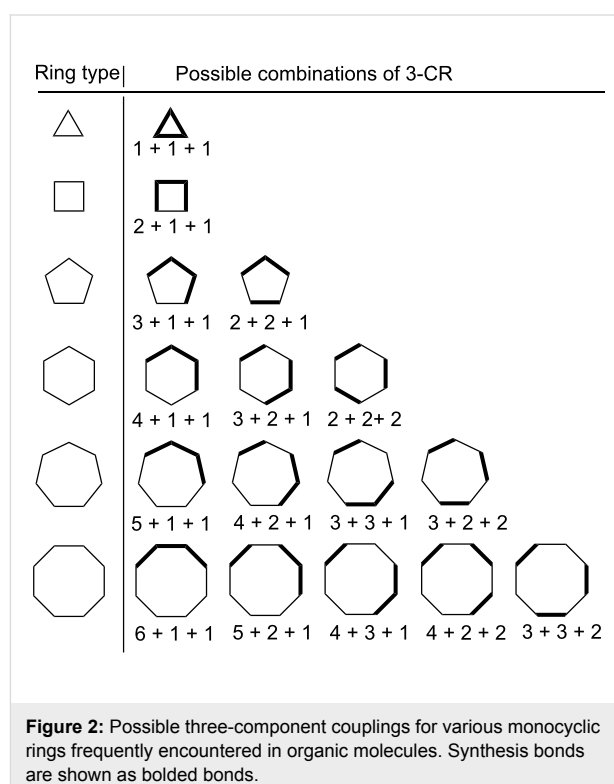 Ring type Possible combinations of 3-CR
1 + 1 + 1
2 + 1 + 1
3 + 1 + 1 2 + 2 + 1
4 + 1 + 1 3 + 2 + 1 2 + 2+ 2
5 + 1 + 1 4 + 2 + 1 3 + 3 + 1 3 + 2 + 2
6 + 1 + 1 5 + 2 + 1 4 + 3 + 1 4 + 2 + 2 3 + 3 + 2
Figure 2: Possible three-component couplings for various monocyclic
rings frequently encountered in organic molecules. Synthesis bonds
are shown as bolded bonds.